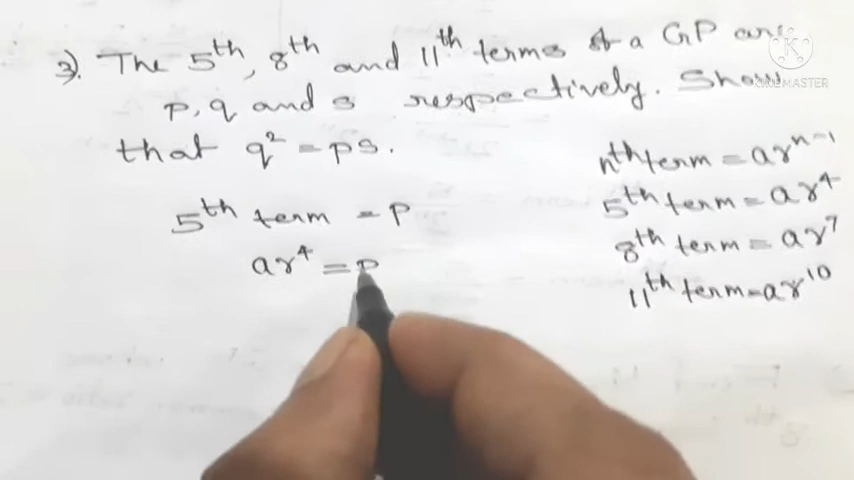 3). The 5th, 8th and 11th terms of a GP are
p, q and s respectively. Show
that q² = ps.
5th term = P
ar⁴ = P
nth term = arⁿ⁻¹
5th term = ar⁴
8th term = ar⁷
11th term = ar¹⁰
K
KINEMASTER